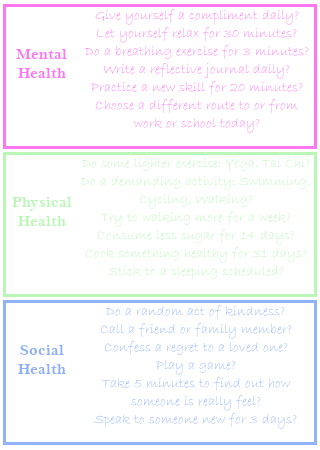 Mental
Health
Give yourself a compliment daily?
Let yourself relax for 30 minutes?
Do a breathing exercise for 3 minutes?
Write a reflective journal daily?
Practice a new skill for 20 minutes?
Choose a different route to or from
work or school today?
Physical
Health
Do some lighter exercise: Yoga, Tai Chi?
Do a demanding activity: Swimming,
Cycling, Walking?
Try to walking more for a week!
Consume less sugar for 14 days?
Cook something healthy for 31 days?
Stick to a sleeping scheduled?
Social
Health
Do a random act of kindness?
Call a friend or family member?
Confess a regret to a loved one?
Play a game?
Take 5 minutes to find out how
someone is really feel?
Speak to someone new for 3 days?